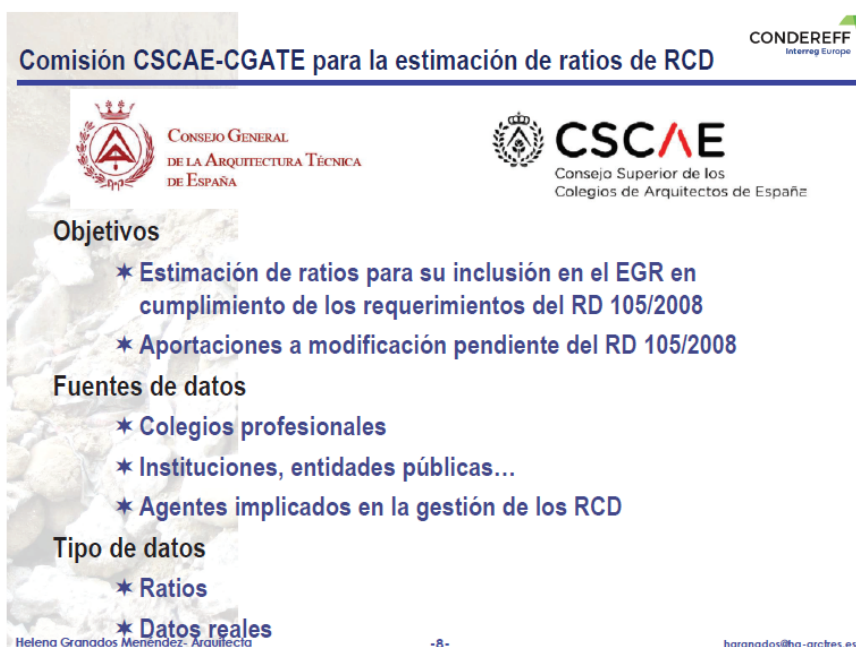 CONDEREFF
Interreg Europe
Comisión CSCAE-CGATE para la estimación de ratios de RCD
CONSEJO GENERAL
DE LA ARQUITECTURA TÉCNICA
DE ESPAÑA
CSCAE
Consejo Superior de los
Colegios de Arquitectos de España
Objetivos
✶ Estimación de ratios para su inclusión en el EGR en
cumplimiento de los requerimientos del RD 105/2008
✶ Aportaciones a modificación pendiente del RD 105/2008
Fuentes de datos
✶ Colegios profesionales
✶ Instituciones, entidades públicas…
✶ Agentes implicados en la gestión de los RCD
Tipo de datos
✶ Ratios
✶ Datos reales
Helena Granados Menéndez- Arquitecta
-8-
hgranados@hg-arctres.es